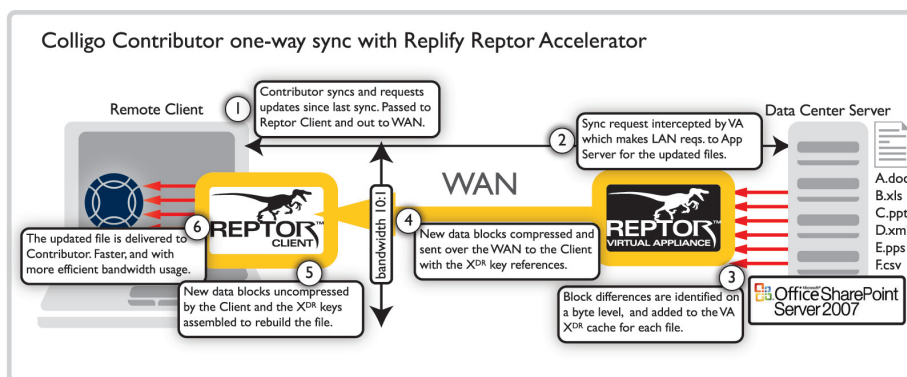 Colligo Contributor one-way sync with Replify Reptor Accelerator
Remote Client
1
Contributor syncs and requests
updates since last sync. Passed to
Reptor Client and out to WAN.
2
Sync request intercepted by VA
which makes LAN reqs. to App
Server for the updated files.
Data Center Server
A.doc
B.xls
C.ppt
D.xml
E.pps
F.csv
WAN
REPTOR™
CLIENT
REPTOR™
VIRTUAL APPLIANCE
bandwidth 10:1
3
Block differences are identified on
a byte level, and added to the VA
XDR cache for each file.
Microsoft
Office SharePoint
Server 2007
4
New data blocks compressed and
sent over the WAN to the Client
with the XDR key references.
5
New data blocks uncompressed
by the Client and the XDR keys
assembled to rebuild the file.
6
The updated file is delivered to
Contributor. Faster, and with
more efficient bandwidth usage.